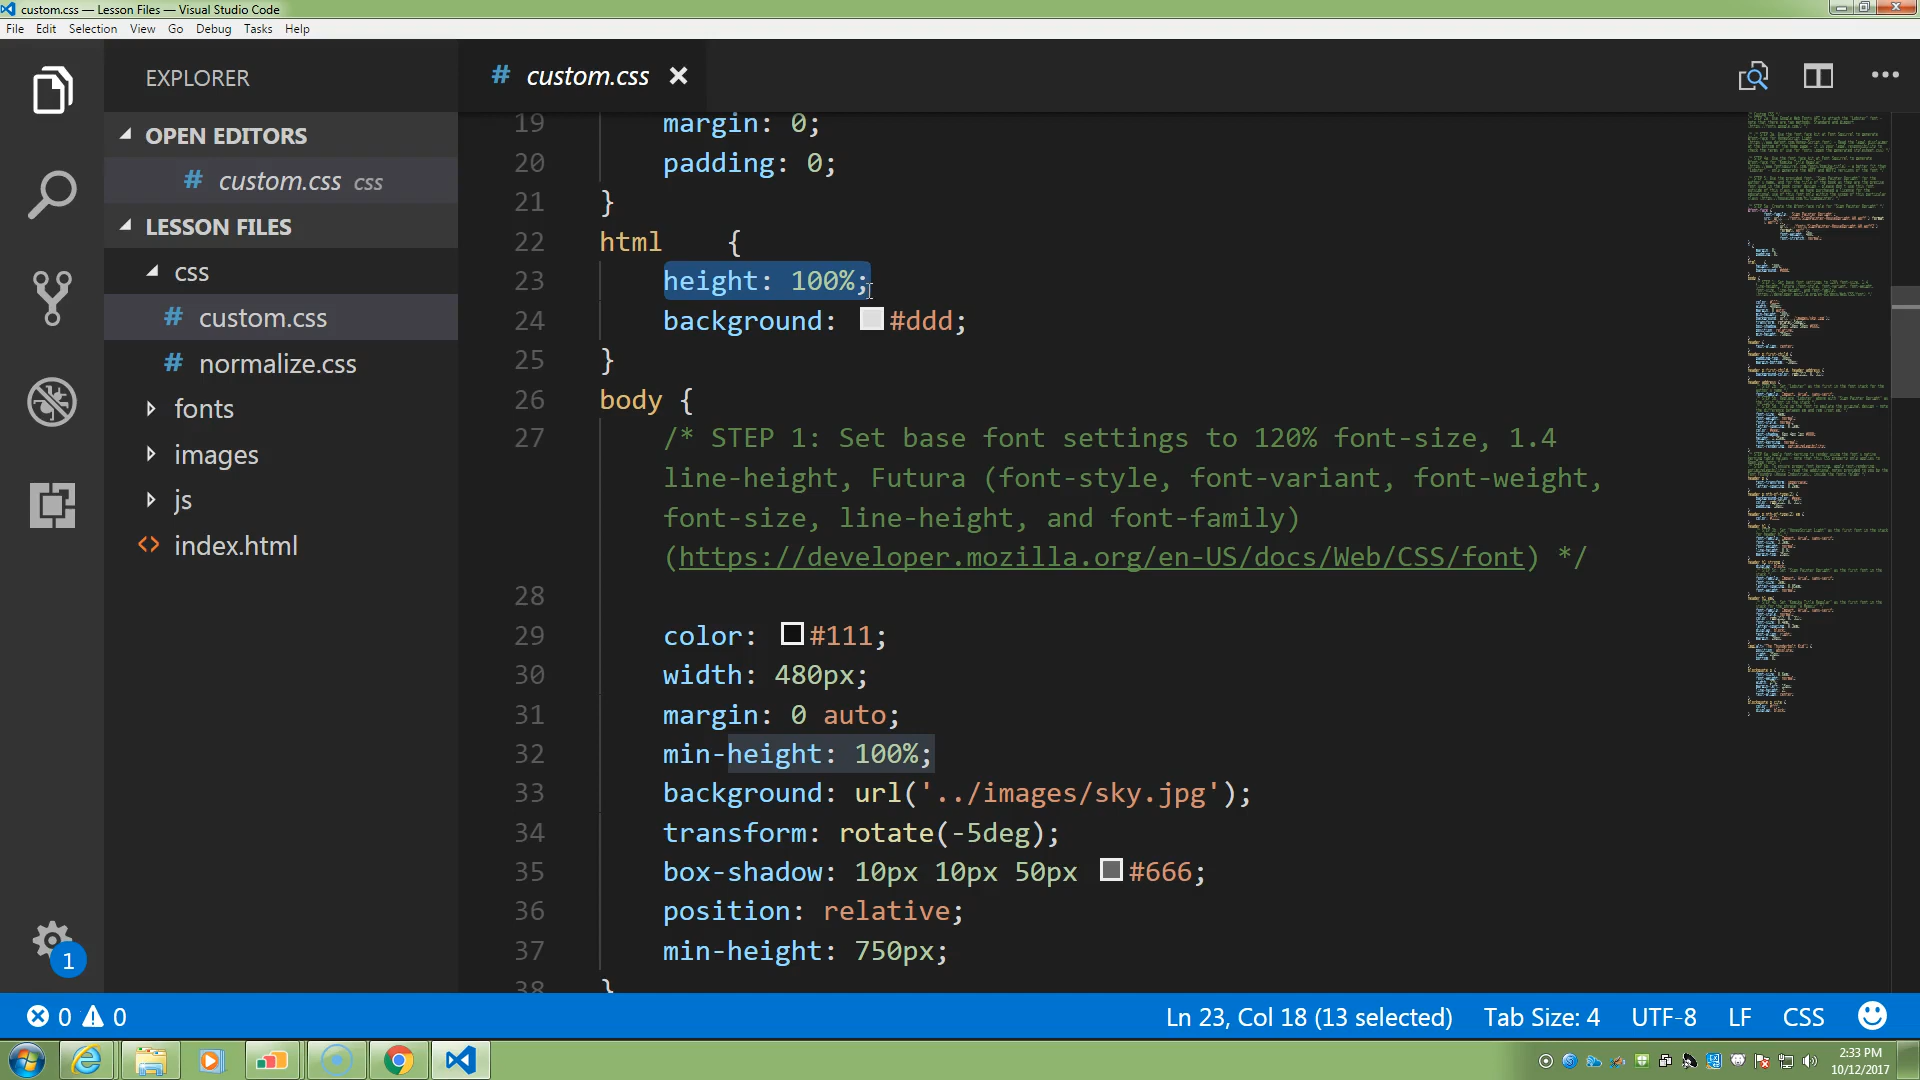 custom.css — Lesson Files — Visual Studio Code
File Edit Selection View Go Debug Tasks Help
EXPLORER
# custom.css
OPEN EDITORS
# custom.css css
LESSON FILES
css
# custom.css
# normalize.css
fonts
images
js
<> index.html
19 margin: 0;
20 padding: 0;
21 }
22 html {
23 height: 100%;
24 background: #ddd;
25 }
26 body {
27 /* STEP 1: Set base font settings to 120% font-size, 1.4
line-height, Futura (font-style, font-variant, font-weight,
font-size, line-height, and font-family)
(https://developer.mozilla.org/en-US/docs/Web/CSS/font) */
28
29 color: #111;
30 width: 480px;
31 margin: 0 auto;
32 min-height: 100%;
33 background: url('../images/sky.jpg');
34 transform: rotate(-5deg);
35 box-shadow: 10px 10px 50px #666;
36 position: relative;
37 min-height: 750px;
38 }
1
0 0
Ln 23, Col 18 (13 selected) Tab Size: 4 UTF-8 LF CSS
2:33 PM
10/12/2017